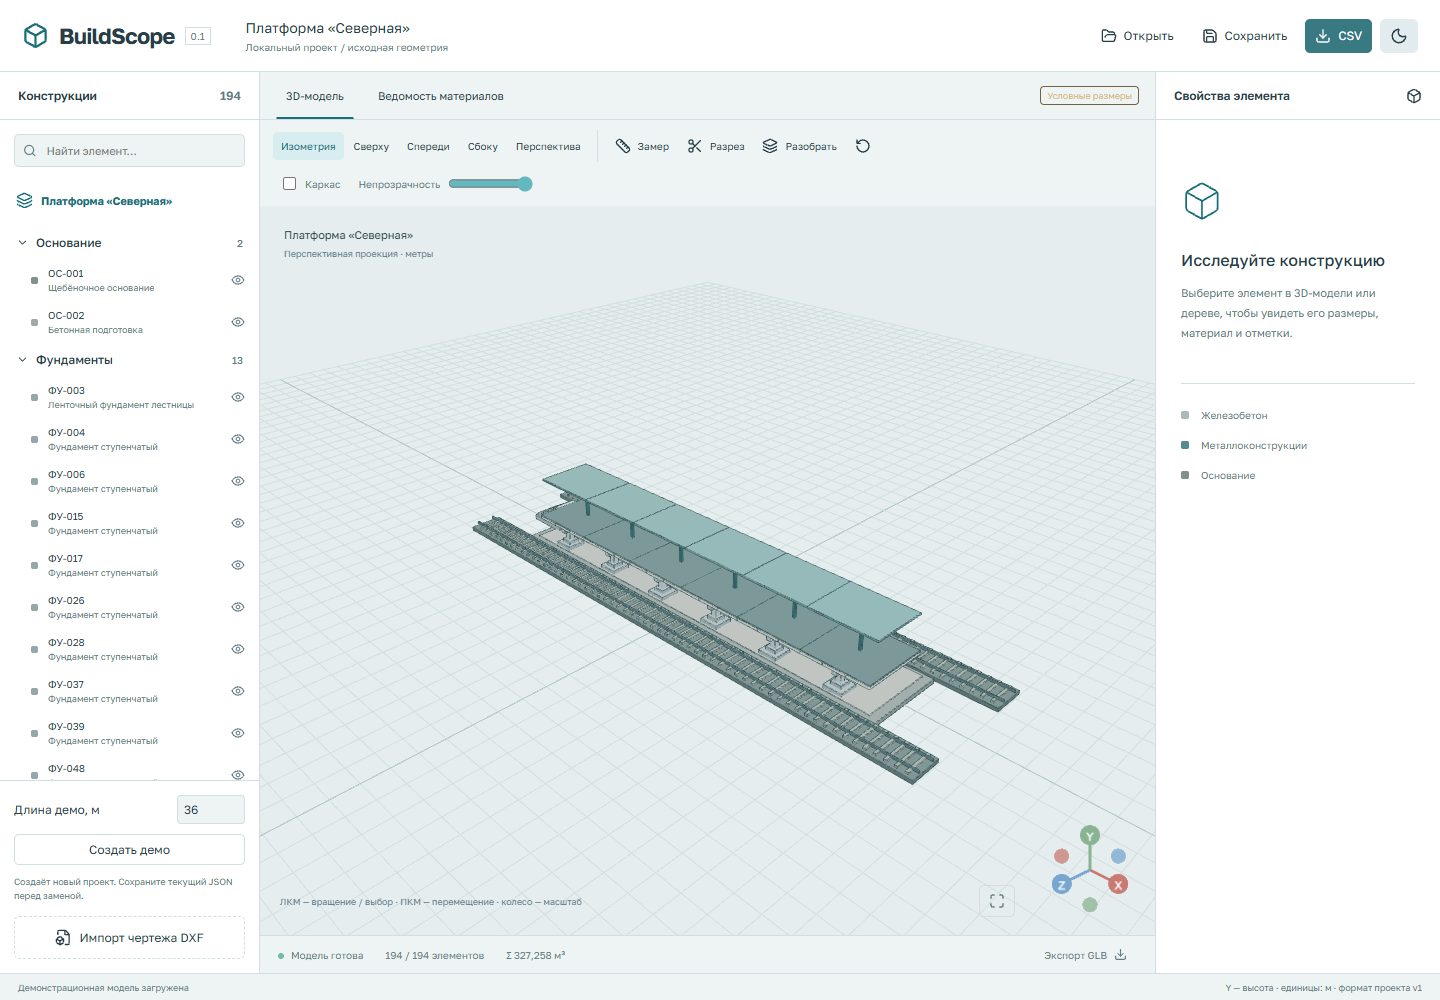 BuildScope
0.1
Платформа «Северная»
Локальный проект / исходная геометрия
Открыть
Сохранить
CSV
Конструкции
194
Найти элемент...
Платформа «Северная»
Основание
2
ОС-001
Щебёночное основание
ОС-002
Бетонная подготовка
Фундаменты
13
ФУ-003
Ленточный фундамент лестницы
ФУ-004
Фундамент ступенчатый
ФУ-006
Фундамент ступенчатый
ФУ-015
Фундамент ступенчатый
ФУ-017
Фундамент ступенчатый
ФУ-026
Фундамент ступенчатый
ФУ-028
Фундамент ступенчатый
ФУ-037
Фундамент ступенчатый
ФУ-039
Фундамент ступенчатый
ФУ-048
Длина демо, м
36
Создать демо
Создаёт новый проект. Сохраните текущий JSON
перед заменой.
Импорт чертежа DXF
3D-модель
Ведомость материалов
Условные размеры
Изометрия
Сверху
Спереди
Сбоку
Перспектива
Замер
Разрез
Разобрать
Каркас
Непрозрачность
Платформа «Северная»
Перспективная проекция · метры
Y
Z
X
ЛКМ — вращение / выбор · ПКМ — перемещение · колесо — масштаб
Модель готова
194 / 194 элементов
Σ 327,258 м³
Экспорт GLB
Свойства элемента
Исследуйте конструкцию
Выберите элемент в 3D-модели или
дереве, чтобы увидеть его размеры,
материал и отметки.
Железобетон
Металлоконструкции
Основание
Демонстрационная модель загружена
Y — высота · единицы: м · формат проекта v1